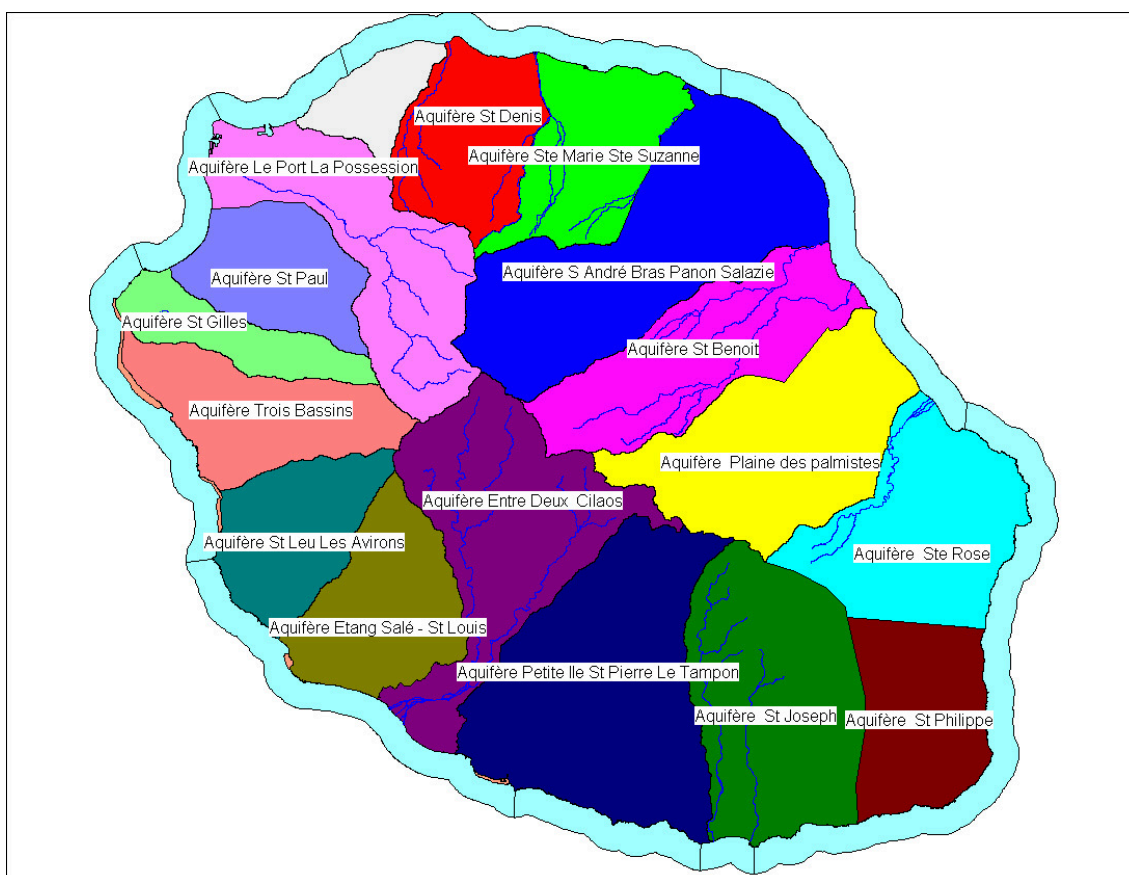 Aquifère St Denis
Aquifère Ste Marie Ste Suzanne
Aquifère Le Port La Possession
Aquifère S André Bras Panon Salazie
Aquifère St Paul
Aquifère St Gilles
Aquifère St Benoit
Aquifère Trois Bassins
Aquifère  Plaine des palmistes
Aquifère Entre Deux  Cilaos
Aquifère St Leu Les Avirons
Aquifère  Ste Rose
Aquifère Etang Salé - St Louis
Aquifère Petite Ile St Pierre Le Tampon
Aquifère  St Joseph
Aquifère  St Philippe